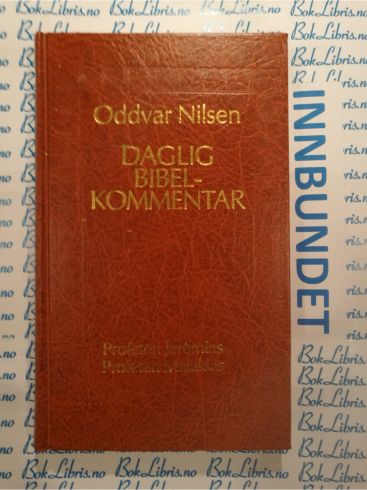 Oddvar Nilsen
DAGLIG
BIBEL-
KOMMENTAR
Profeten Jeremias
Profeten Malakias
INNBUNDET
BokLibris.no